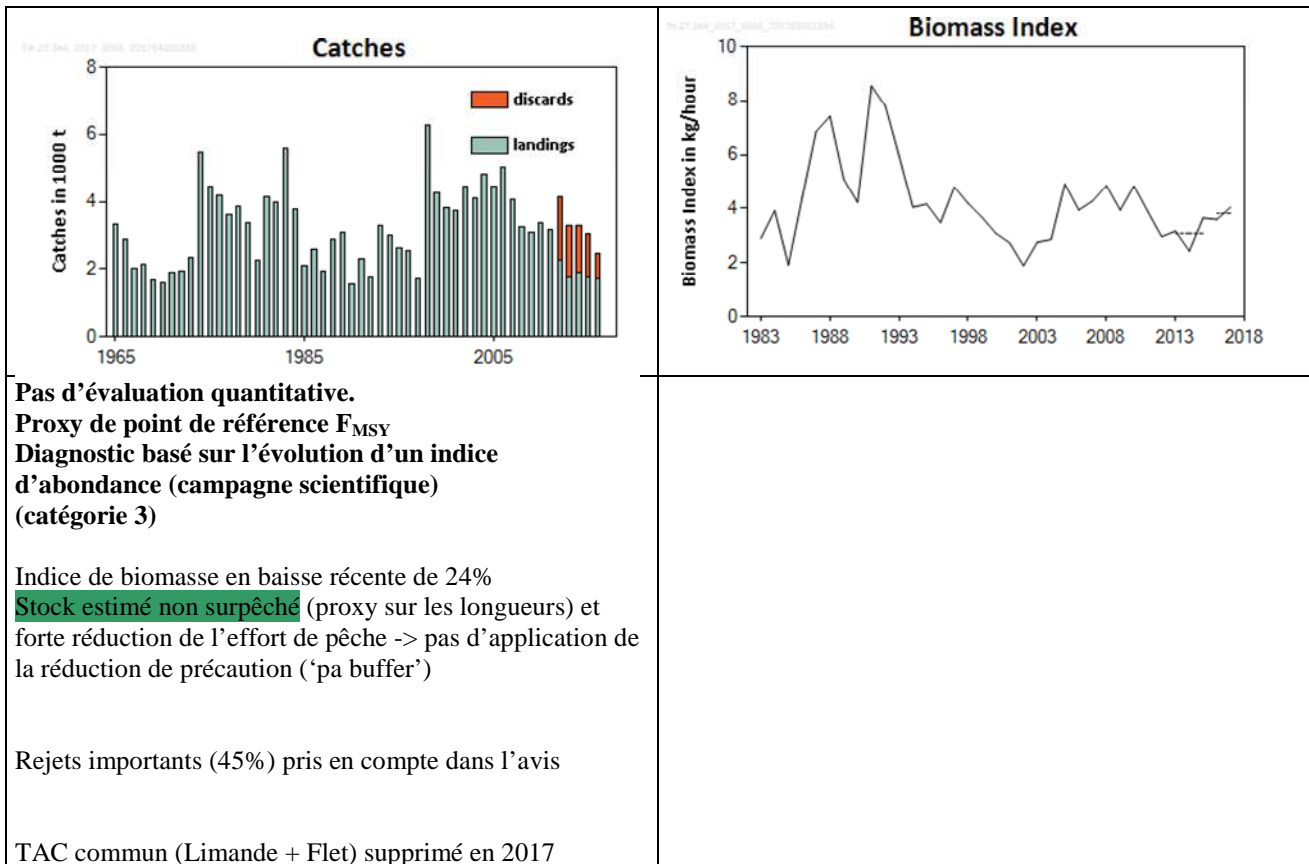 Catches
8
6
4
2
0
Catches in 1000 t
discards
landings
1965
1985
2005
Biomass Index
10
8
6
4
2
0
Biomass Index in kg/hour
1983
1988
1993
1998
2003
2008
2013
2018
Pas d’évaluation quantitative.
Proxy de point de référence FMSY
Diagnostic basé sur l’évolution d’un indice
d’abondance (campagne scientifique)
(catégorie 3)
Indice de biomasse en baisse récente de 24%
Stock estimé non surpêché (proxy sur les longueurs) et
forte réduction de l’effort de pêche -> pas d’application de
la réduction de précaution (‘pa buffer’)
Rejets importants (45%) pris en compte dans l’avis
TAC commun (Limande + Flet) supprimé en 2017